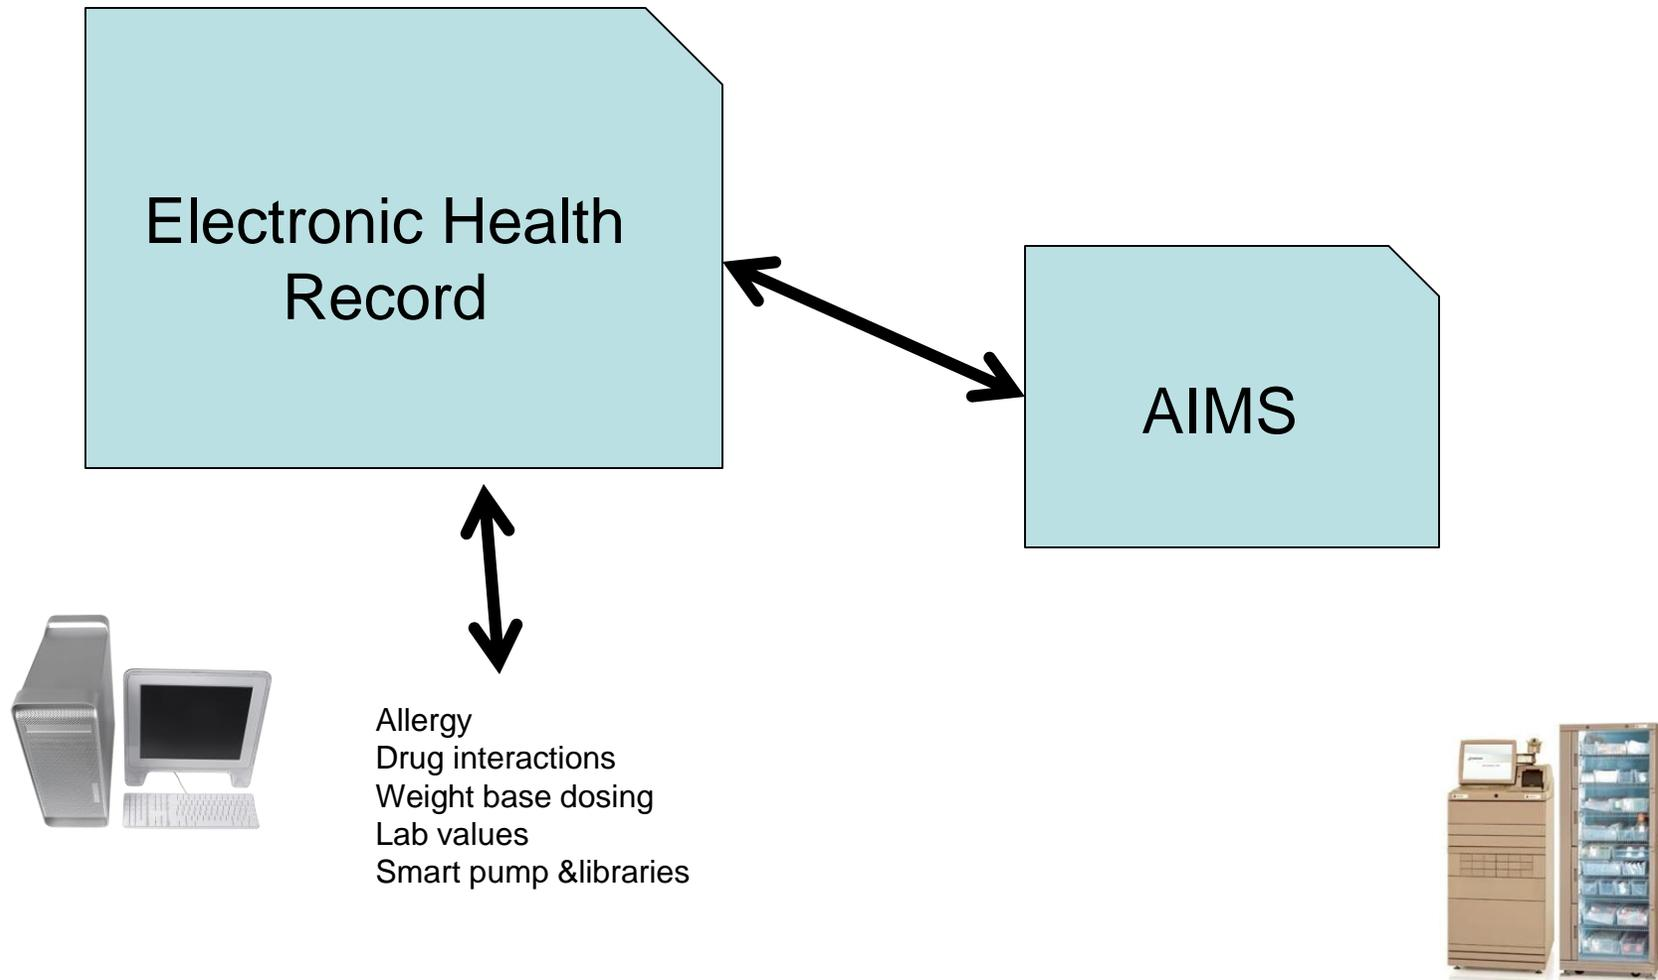 Electronic Health
Record
AIMS
Allergy
Drug interactions
Weight base dosing
Lab values
Smart pump &libraries